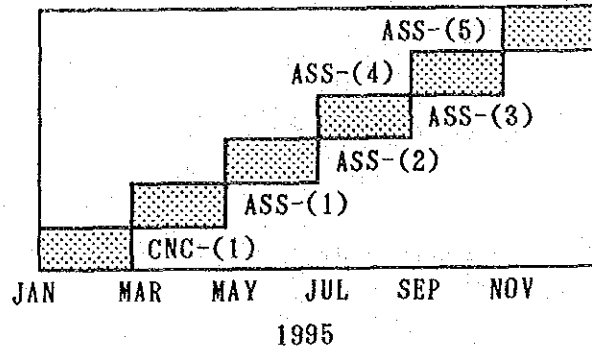 ASS-(5)
ASS-(4)
ASS-(3)
ASS-(2)
ASS-(1)
CNC-(1)
JAN MAR MAY JUL SEP NOV
1995